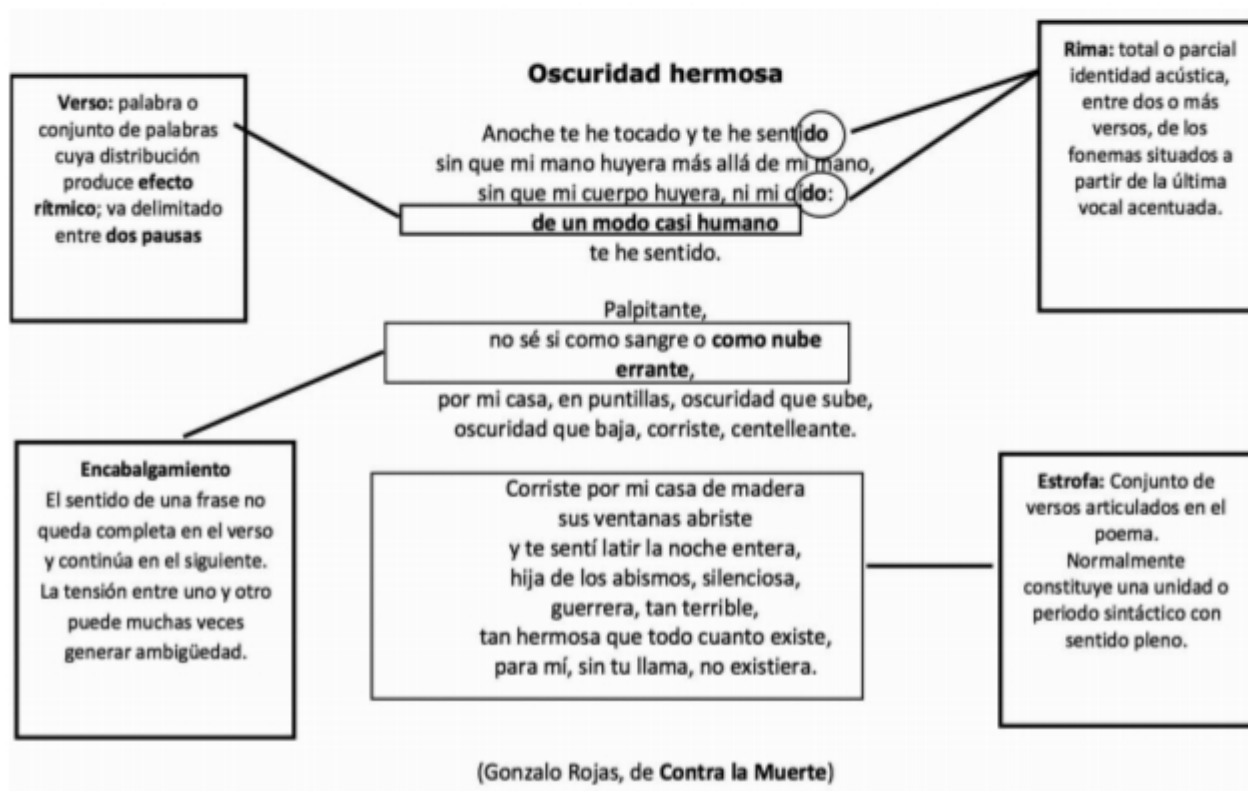 Oscuridad hermosa
Anoche te he tocado y te he sentido
sin que mi mano huyera más allá de mi mano,
sin que mi cuerpo huyera, ni mi oído:
de un modo casi humano
te he sentido.
Palpitante,
no sé si como sangre o como nube
errante,
por mi casa, en puntillas, oscuridad que sube,
oscuridad que baja, corriste, centelleante.
Corriste por mi casa de madera
sus ventanas abriste
y te sentí latir la noche entera,
hija de los abismos, silenciosa,
guerrera, tan terrible,
tan hermosa que todo cuanto existe,
para mí, sin tu llama, no existiera.
(Gonzalo Rojas, de Contra la Muerte)
Verso: palabra o
conjunto de palabras
cuya distribución
produce efecto
rítmico; va delimitado
entre dos pausas
Rima: total o parcial
identidad acústica,
entre dos o más
versos, de los
fonemas situados a
partir de la última
vocal acentuada.
Encabalgamiento
El sentido de una frase no
queda completa en el verso
y continúa en el siguiente.
La tensión entre uno y otro
puede muchas veces
generar ambigüedad.
Estrofa: Conjunto de
versos articulados en el
poema.
Normalmente
constituye una unidad o
periodo sintáctico con
sentido pleno.